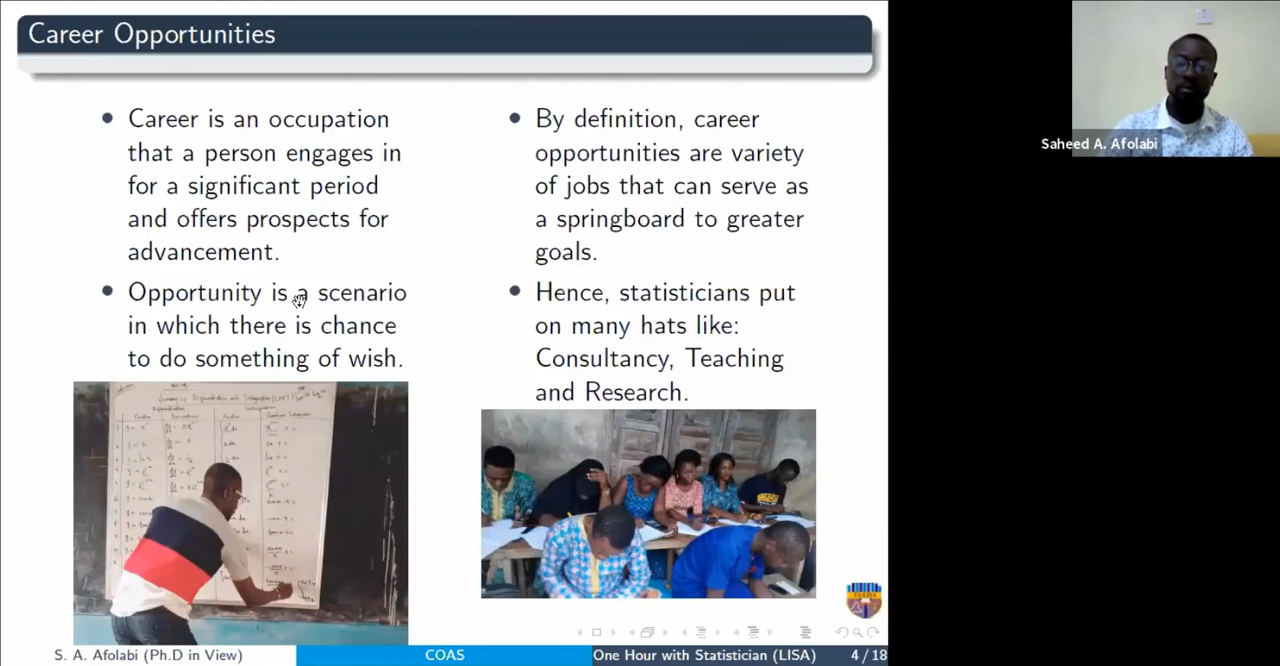 Career Opportunities
Career is an occupation
that a person engages in
for a significant period
and offers prospects for
advancement.
Opportunity is a scenario
in which there is chance
to do something of wish.
By definition, career
opportunities are variety
of jobs that can serve as
a springboard to greater
goals.
Hence, statisticians put
on many hats like:
Consultancy, Teaching
and Research.
Saheed A. Afolabi
S. A. Afolabi (Ph.D in View)
COAS
One Hour with Statistician (LISA)
4 / 18